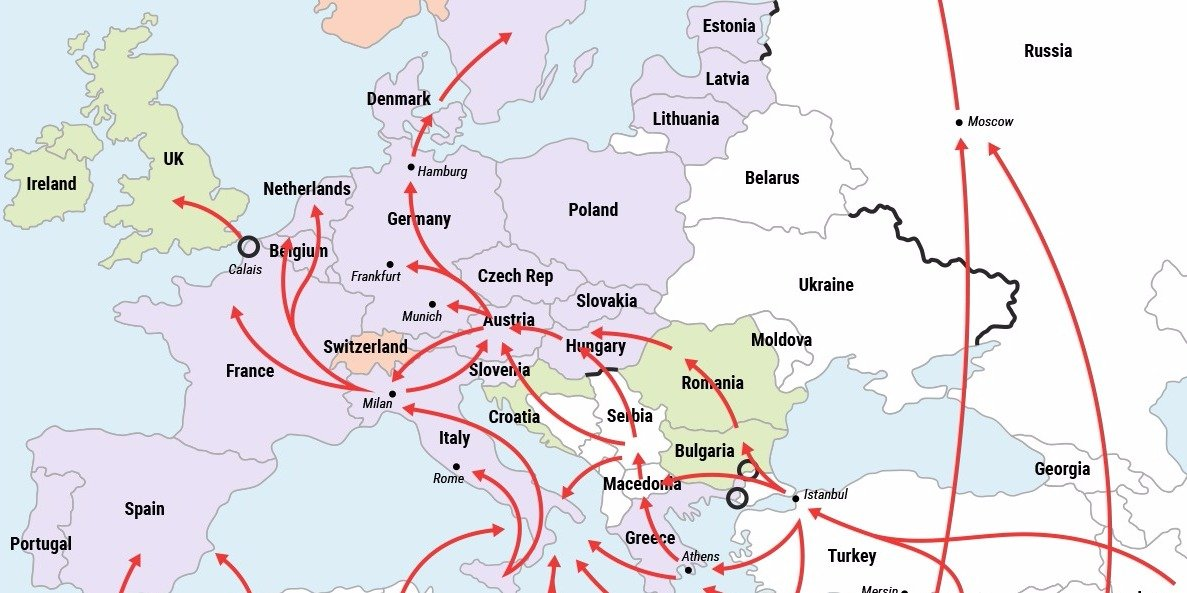 Estonia
Russia
Latvia
Denmark
Lithuania
Moscow
UK
Hamburg
Ireland
Netherlands
Belarus
Germany
Poland
Belgium
Calais
Frankfurt
Czech Rep
Ukraine
Slovakia
Munich
Austria
Switzerland
Hungary
Moldova
France
Slovenia
Romania
Milan
Croatia
Serbia
Italy
Bulgaria
Rome
Macedonia
Georgia
Istanbul
Spain
Greece
Portugal
Athens
Turkey
Mersin